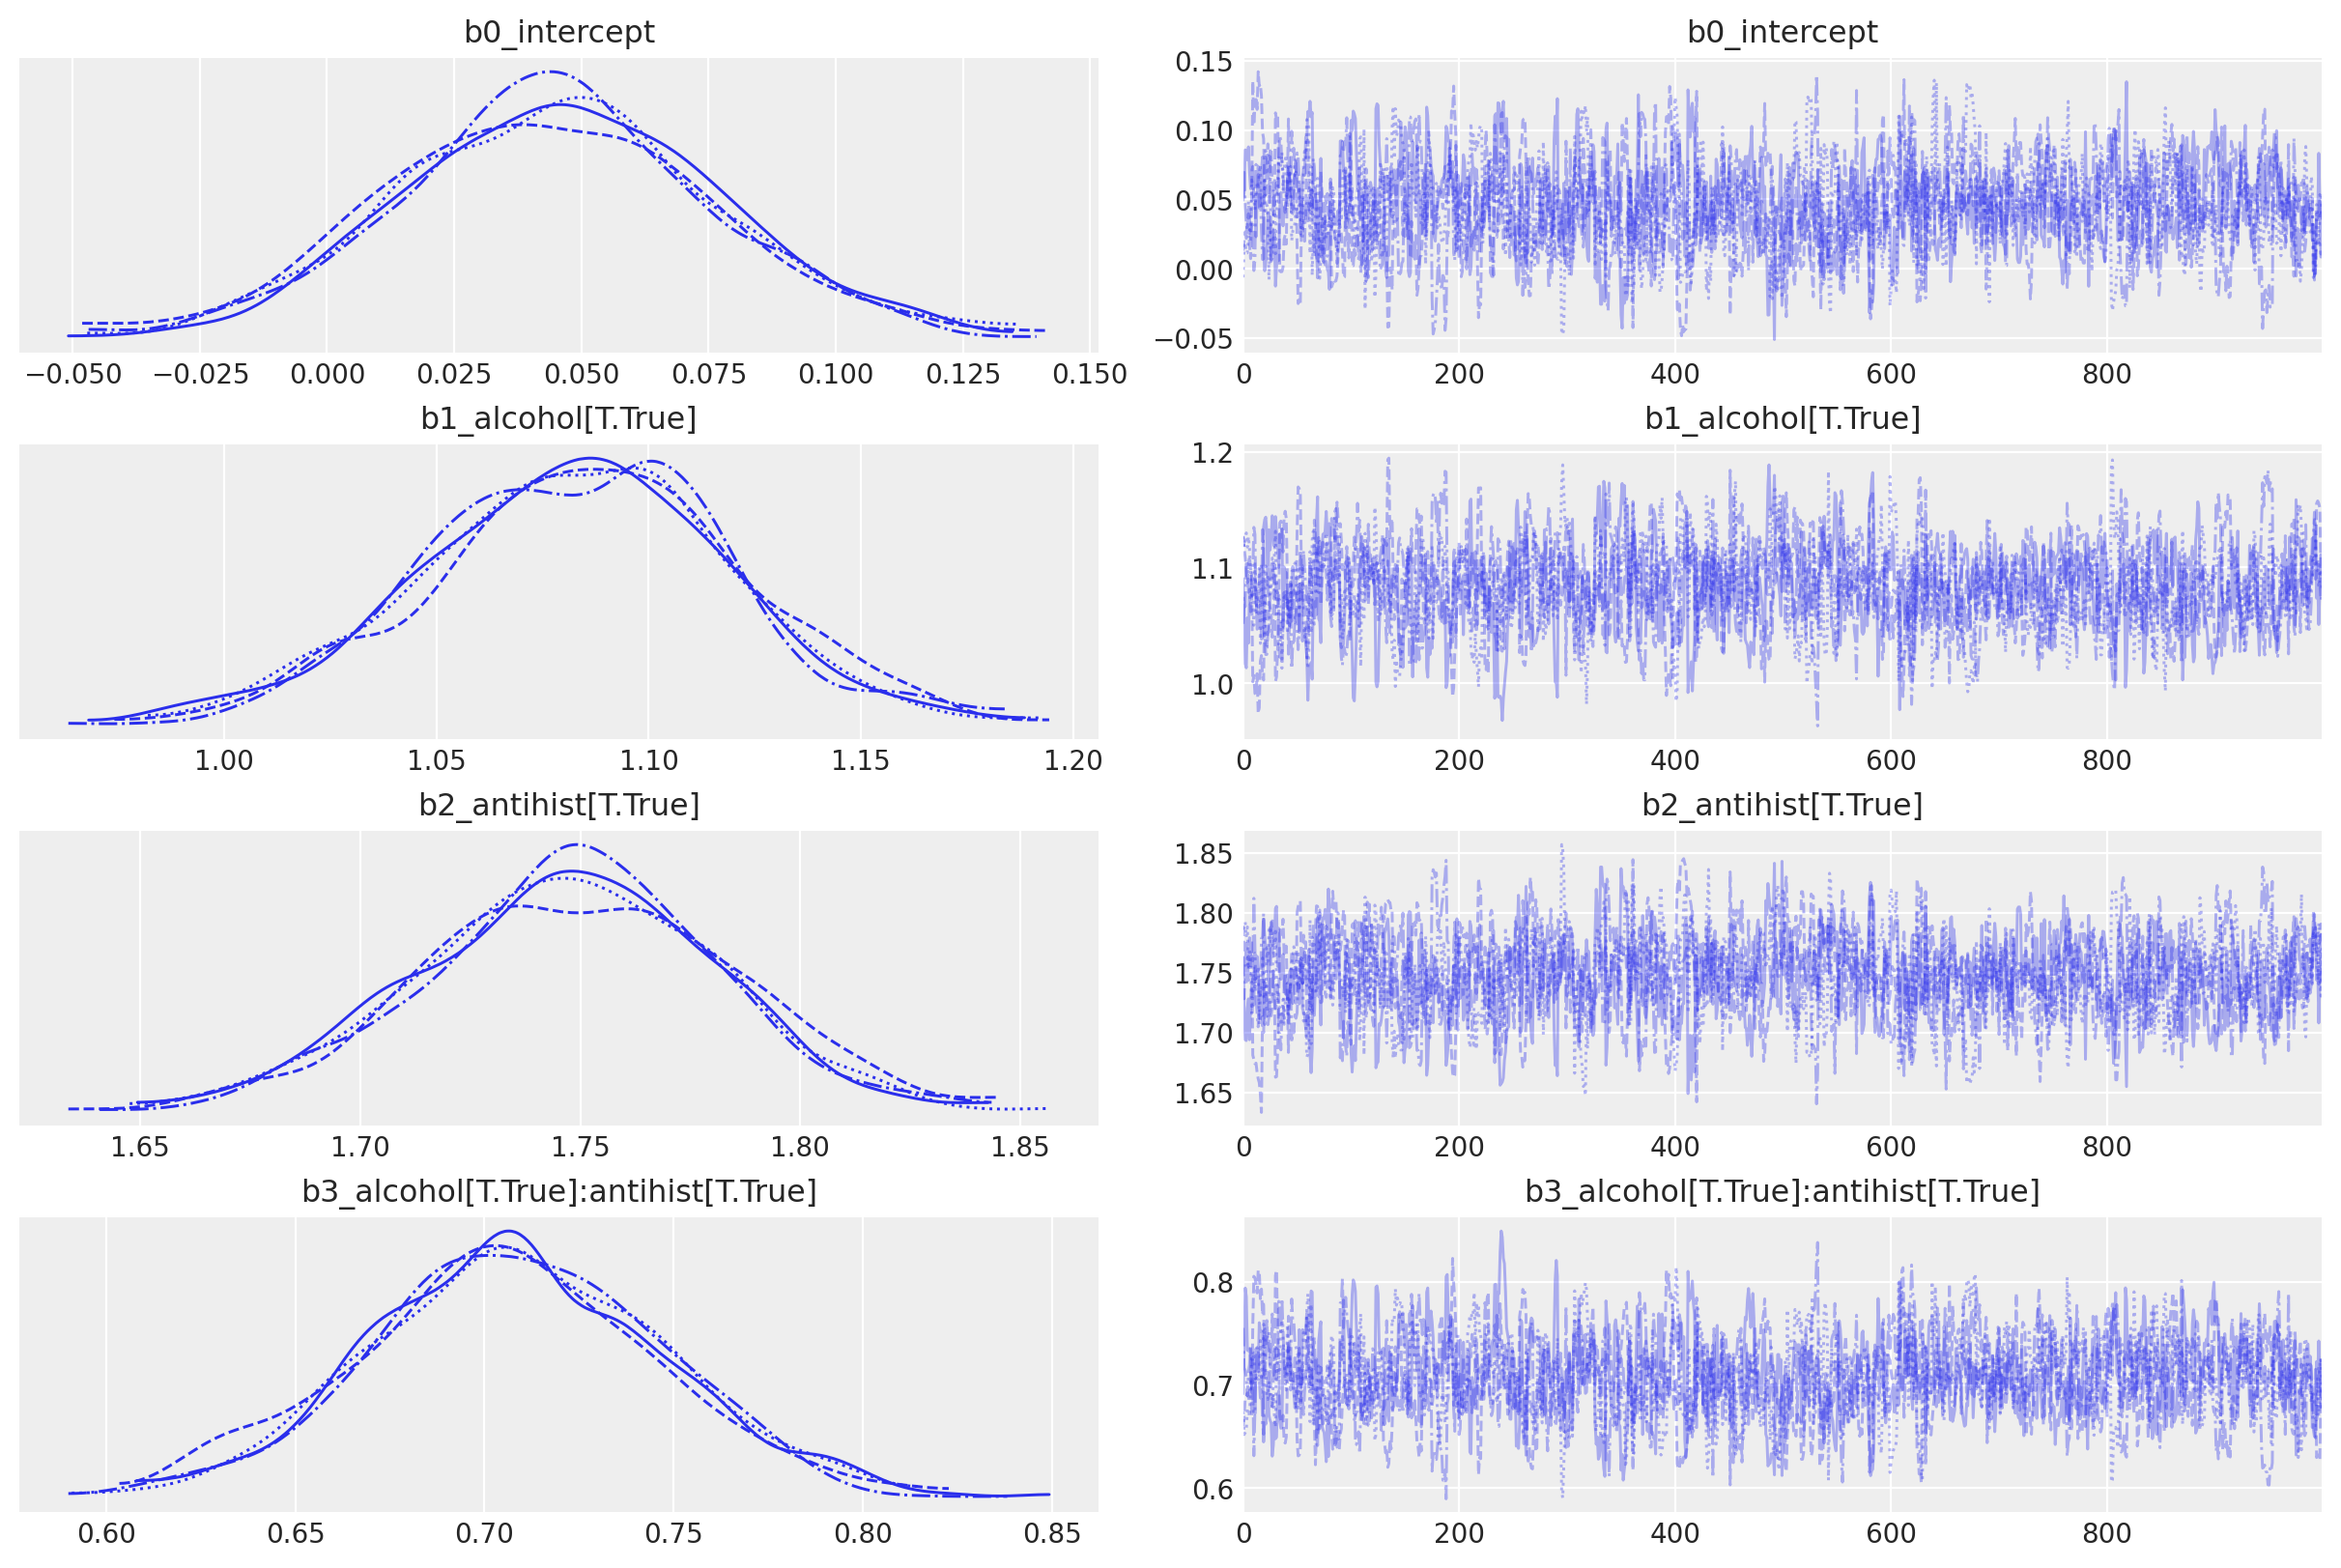 b0_intercept b0_intercept
0.15
0.10
0.05
0.00
−0.05
−0.050 −0.025 0.000 0.025 0.050 0.075 0.100 0.125 0.150 0 200 400 600 800
b1_alcohol[T.True] b1_alcohol[T.True]
1.2
1.1
1.0
1.00 1.05 1.10 1.15 1.20 0 200 400 600 800
b2_antihist[T.True] b2_antihist[T.True]
1.85
1.80
1.75
1.70
1.65
1.65 1.70 1.75 1.80 1.85 0 200 400 600 800
b3_alcohol[T.True]:antihist[T.True] b3_alcohol[T.True]:antihist[T.True]
0.8
0.7
0.6
0.60 0.65 0.70 0.75 0.80 0.85 0 200 400 600 800